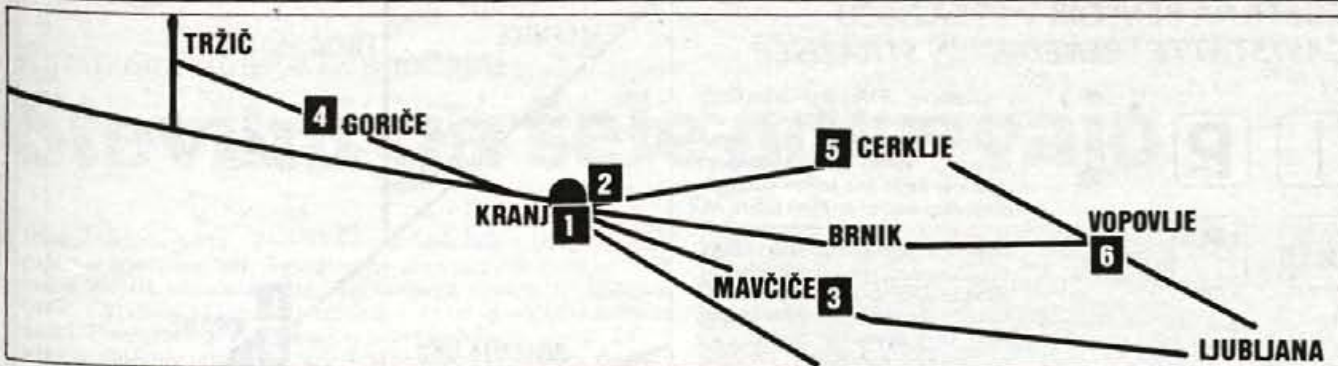 TRŽIČ
4 GORIČE
5 CERKLJE
2
KRANJ 1
VOPOVLJE
BRNIK
6
MAVČIČE 3
LJUBLJANA